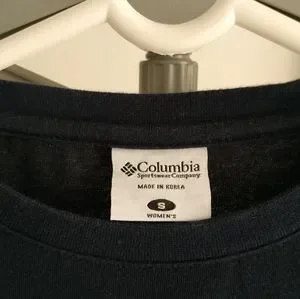 Columbia
Sportswear Company
MADE IN KOREA
S
WOMEN'S